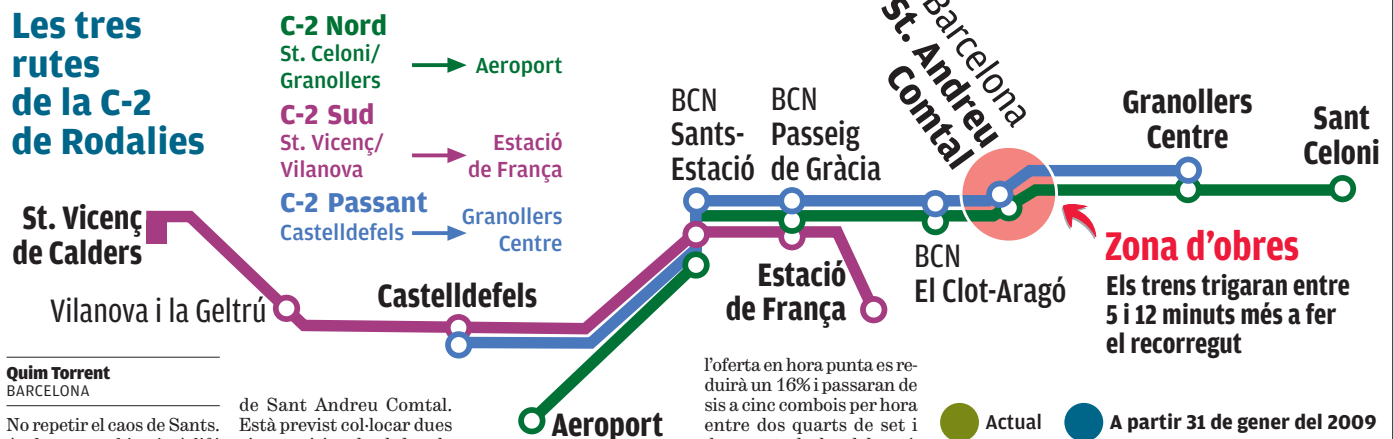 Les tres
rutes
de la C-2
de Rodalies
C-2 Nord
St. Celoni/
Granollers
Aeroport
C-2 Sud
St. Vicenç/
Vilanova
Estació
de França
C-2 Passant
Castelldefels
Granollers
Centre
St. Vicenç
de Calders
Vilanova i la Geltrú
Castelldefels
Aeroport
BCN
Sants-
Estació
BCN
Passeig
de Gràcia
Estació
de França
BCN
El Clot-Aragó
Barcelona
St. Andreu
Comtal
Granollers
Centre
Sant
Celoni
Zona d'obres
Els trens trigaran entre
5 i 12 minuts més a fer
el recorregut
Actual
A partir 31 de gener del 2009
Quim Torrent
BARCELONA
No repetir el caos de Sants.
de Sant Andreu Comtal.
Està previst col·locar dues
l'oferta en hora punta es re-
duirà un 16% i passaran de
sis a cinc combois per hora
entre dos quarts de set i